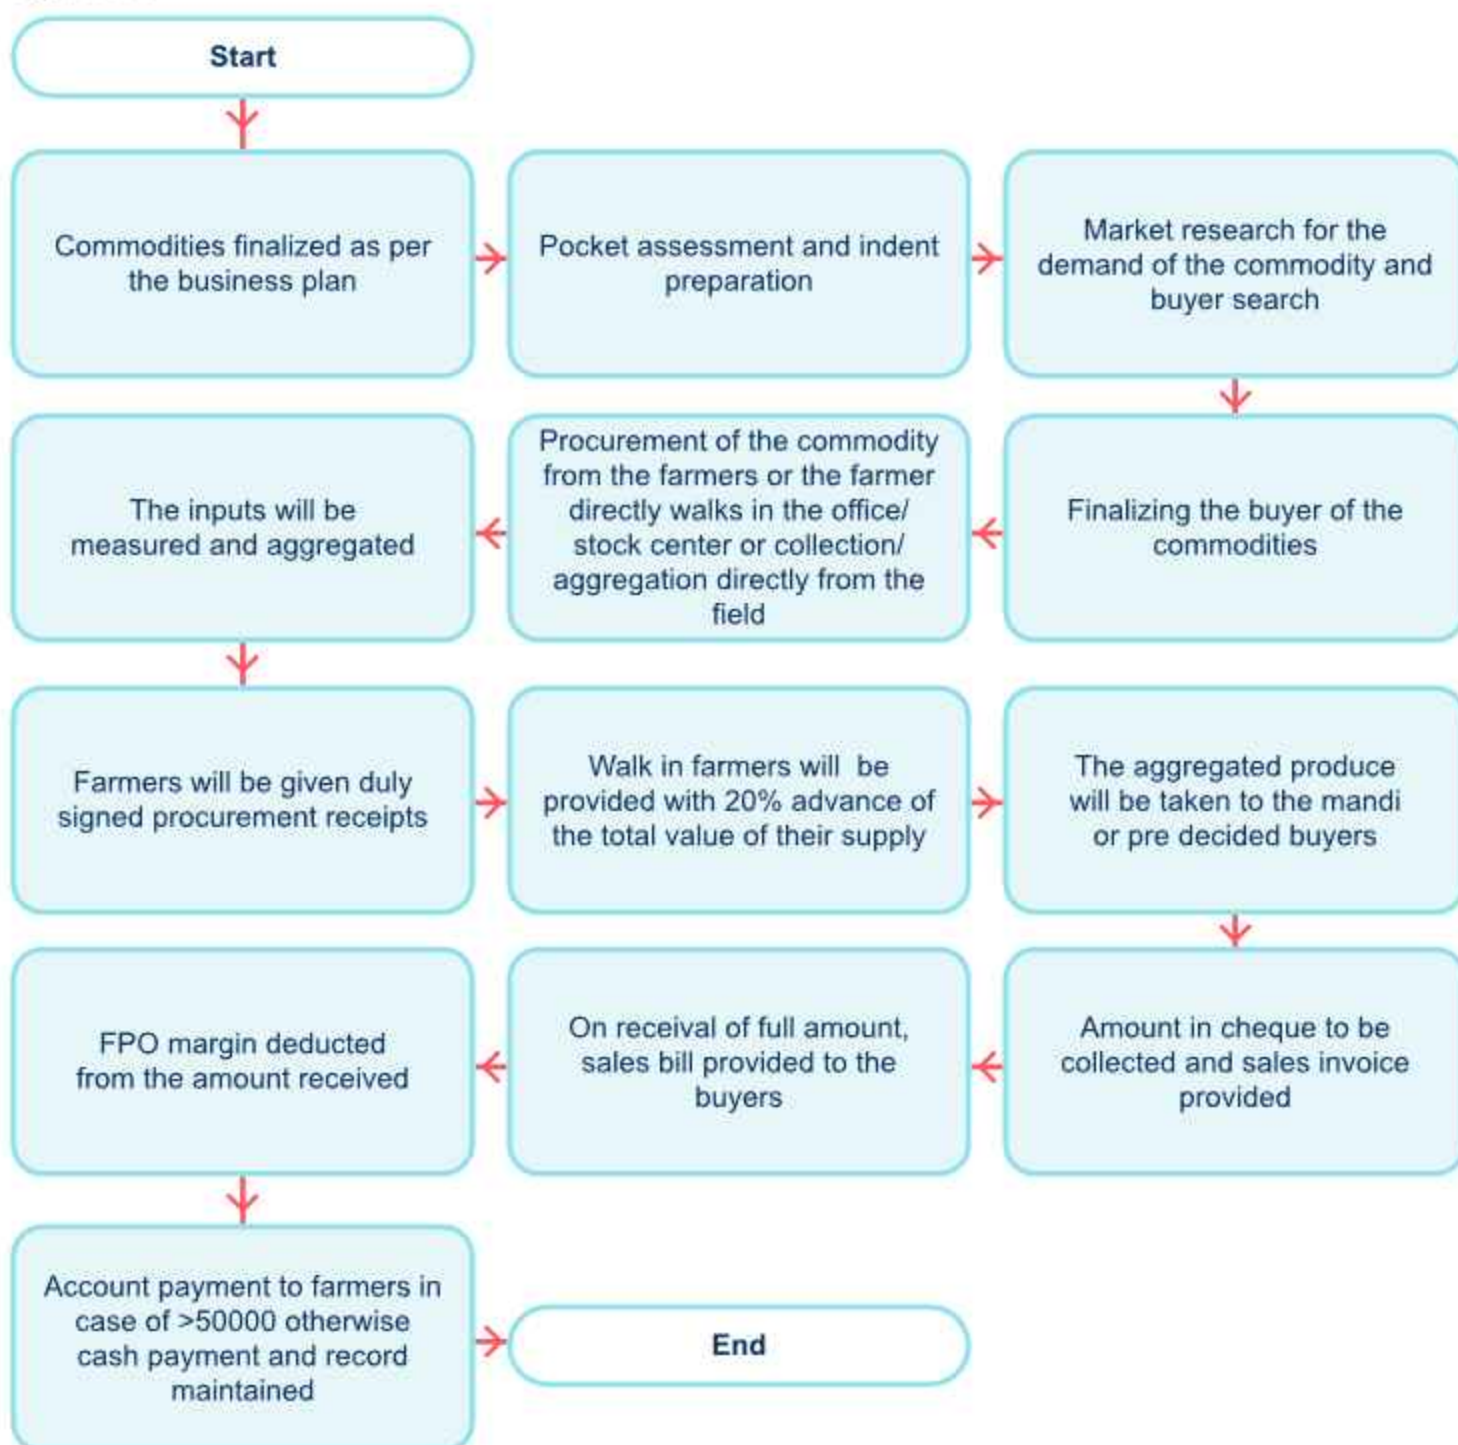 Start
Commodities finalized as per
the business plan
Pocket assessment and indent
preparation
Market research for the
demand of the commodity and
buyer search
Finalizing the buyer of the
commodities
Procurement of the commodity
from the farmers or the farmer
directly walks in the office/
stock center or collection/
aggregation directly from the
field
The inputs will be
measured and aggregated
Farmers will be given duly
signed procurement receipts
Walk in farmers will  be
provided with 20% advance of
the total value of their supply
The aggregated produce
will be taken to the mandi
or pre decided buyers
Amount in cheque to be
collected and sales invoice
provided
On receival of full amount,
sales bill provided to the
buyers
FPO margin deducted
from the amount received
Account payment to farmers in
case of >50000 otherwise
cash payment and record
maintained
End